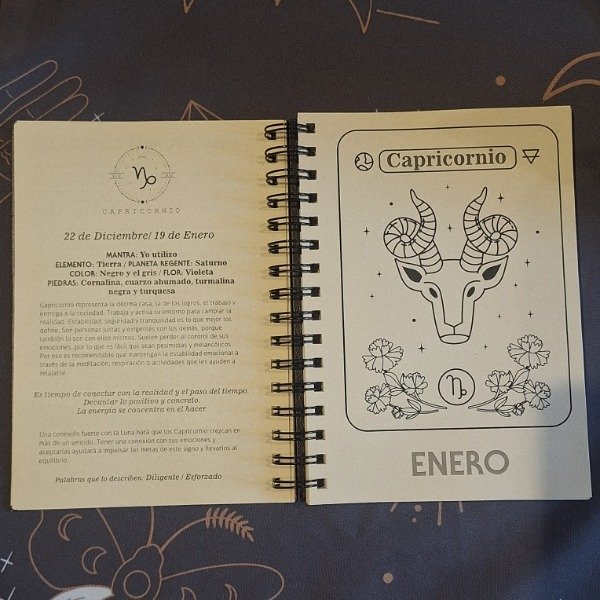 CAPRICORNIO
22 de Diciembre/ 19 de Enero
MANTRA: Yo utilizo
ELEMENTO: Tierra / PLANETA REGENTE: Saturno
COLOR: Negro y el gris / FLOR: Violeta
PIEDRAS: Cornalina, cuarzo ahumado, turmalina
negra y turquesa
Capricornio representa la décima casa, la de los logros, el trabajo y
entrega a la sociedad. Trabaja y activa su entorno para cambiar la
realidad. Estabilidad, seguridad y tranquilidad es lo que mejor los
define. Son personas justas y exigentes con los demás, porque
también lo son con ellos mismos. Suelen perder el control de sus
emociones, por lo que es fácil que sean pesimistas y melancólicos.
Por eso es recomendable que mantengan la estabilidad emocional a
través de la meditación, respiración o actividades que les ayuden a
relajarse.
Es tiempo de conectar con la realidad y el paso del tiempo.
Decantar lo positivo y concreto.
La energía se concentra en el hacer.
Una conexión fuerte con la Luna hará que los Capricornio crezcan en
más de un sentido. Tener una conexión con sus emociones y
aceptarlas ayudará a impulsar las metas de este signo y llevarlos al
equilibrio.
Palabras que lo describen: Diligente / Esforzado
Capricornio
ENERO